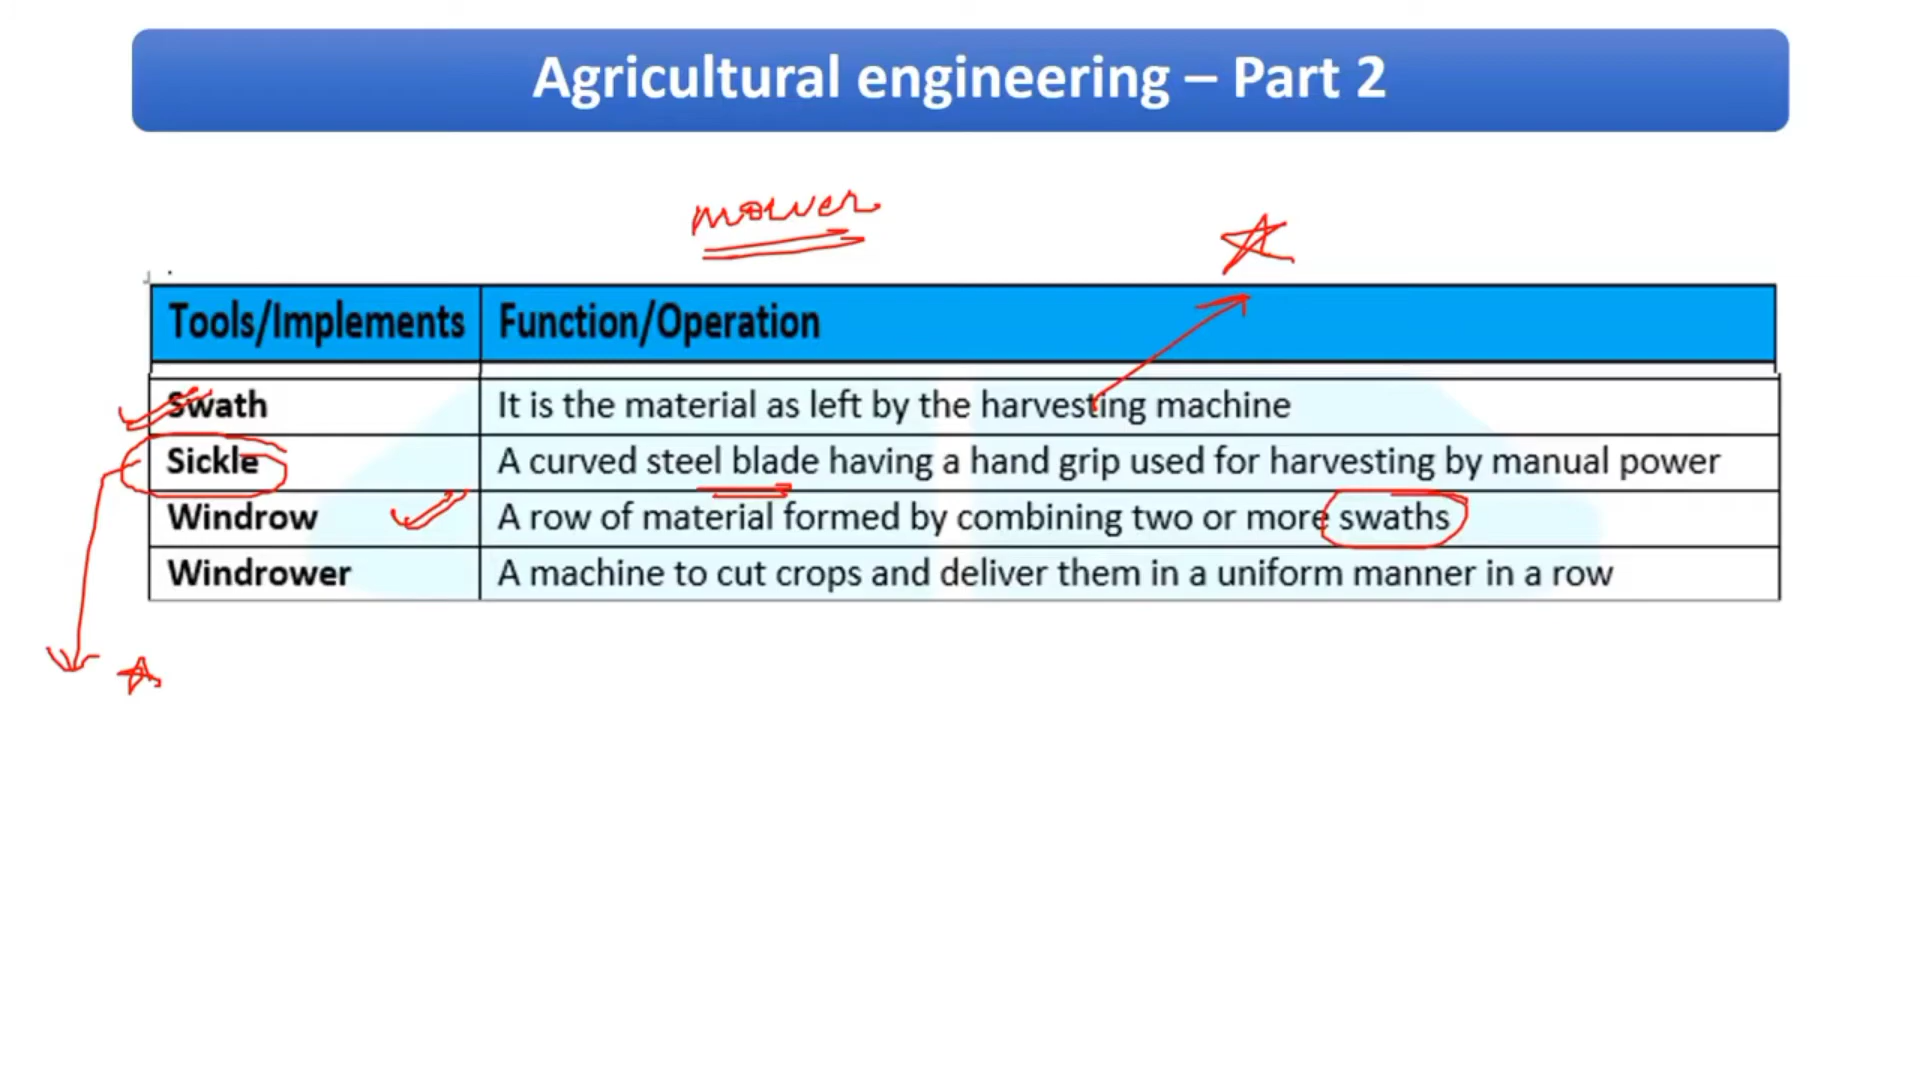 Agricultural engineering – Part 2
mower
Tools/Implements Function/Operation
Swath It is the material as left by the harvesting machine
Sickle A curved steel blade having a hand grip used for harvesting by manual power
Windrow A row of material formed by combining two or more swaths
Windrower A machine to cut crops and deliver them in a uniform manner in a row